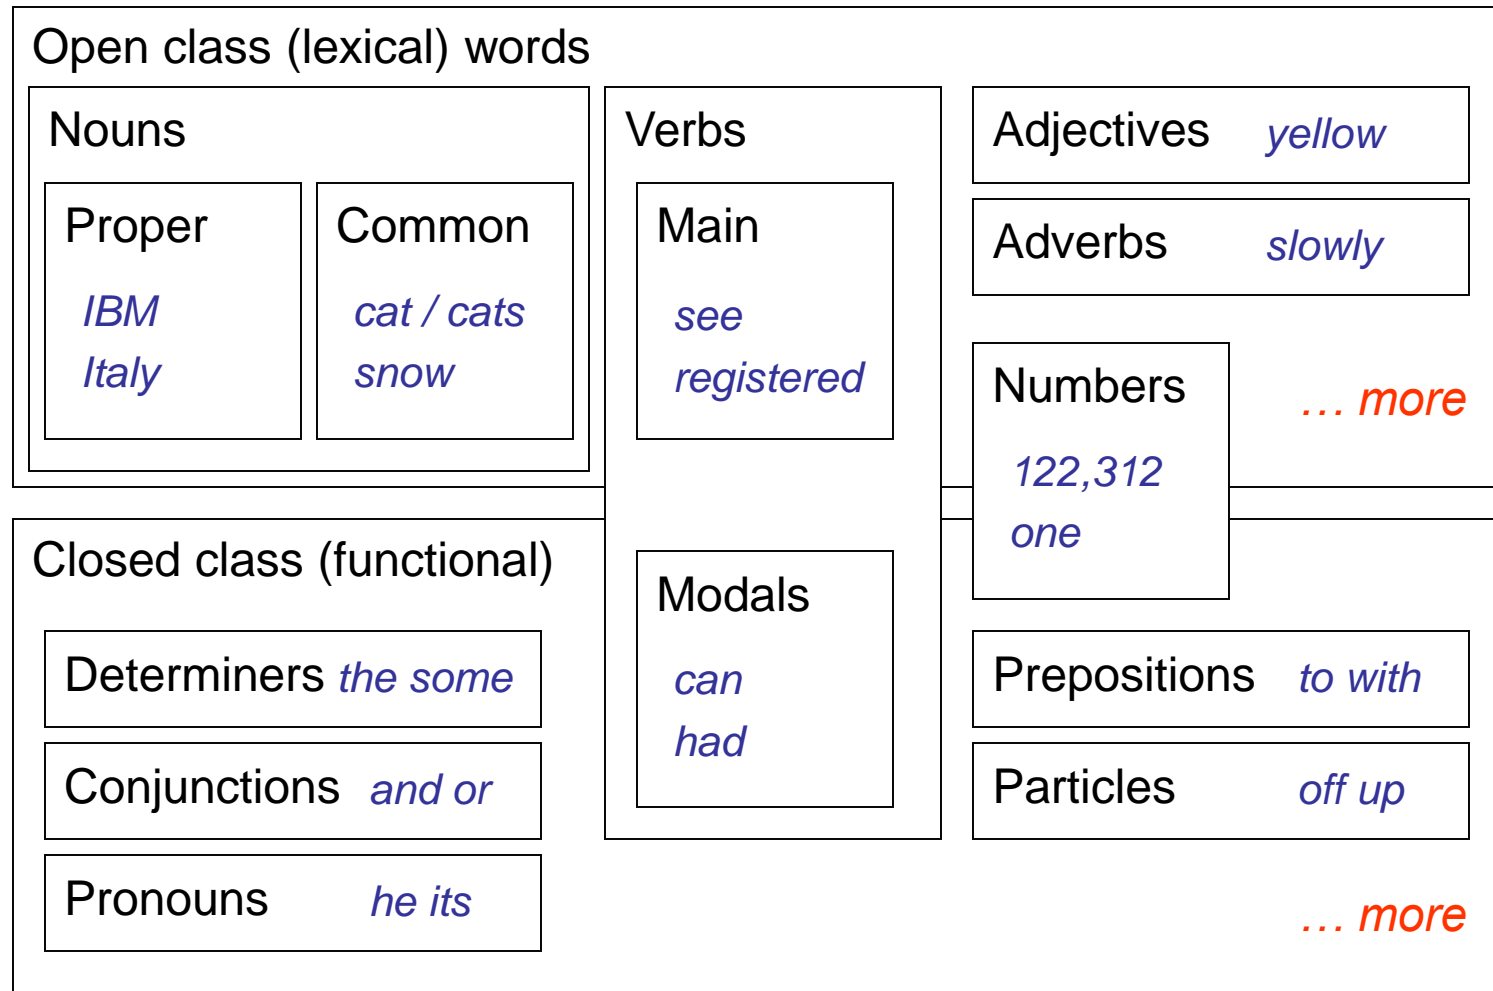 Open class (lexical) words
Nouns
Proper
IBM
Italy
Common
cat / cats
snow
Verbs
Main
see
registered
Adjectives yellow
Adverbs slowly
Numbers
122,312
one
… more
Closed class (functional)
Determiners the some
Conjunctions and or
Pronouns he its
Modals
can
had
Prepositions to with
Particles off up
… more